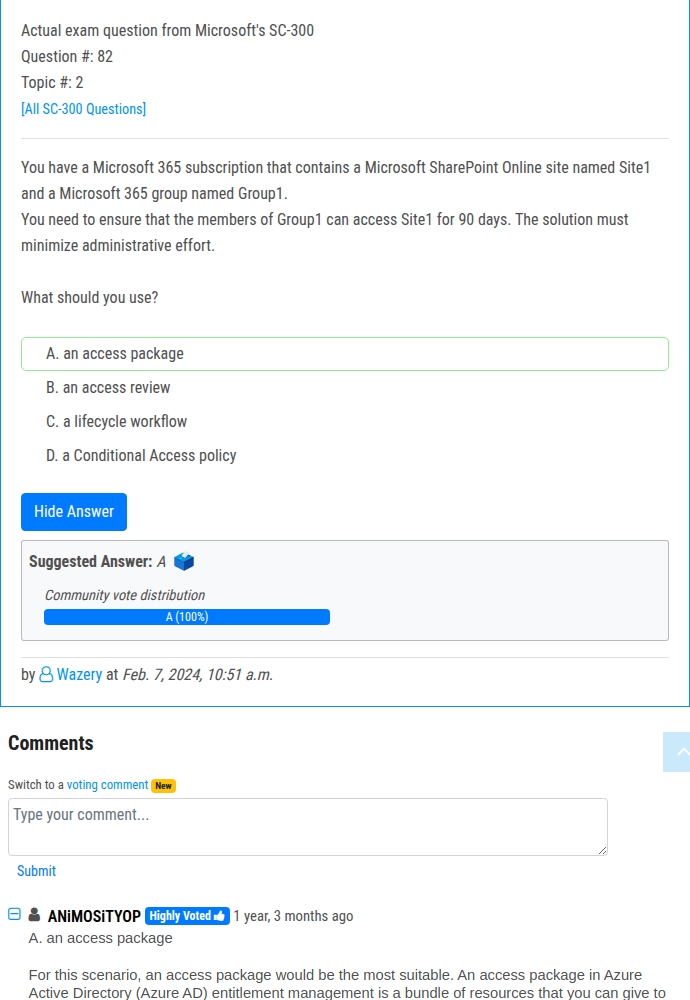 Actual exam question from Microsoft's SC-300
Question #: 82
Topic #: 2
[All SC-300 Questions]
You have a Microsoft 365 subscription that contains a Microsoft SharePoint Online site named Site1
and a Microsoft 365 group named Group1.
You need to ensure that the members of Group1 can access Site1 for 90 days. The solution must
minimize administrative effort.
What should you use?
A. an access package
B. an access review
C. a lifecycle workflow
D. a Conditional Access policy
Hide Answer
Suggested Answer: A
Community vote distribution
A (100%)
by Wazery at Feb. 7, 2024, 10:51 a.m.
Comments
Switch to a voting comment New
Type your comment...
Submit
ANiMOSiTYOP Highly Voted 1 year, 3 months ago
A. an access package
For this scenario, an access package would be the most suitable. An access package in Azure
Active Directory (Azure AD) entitlement management is a bundle of resources that you can give to